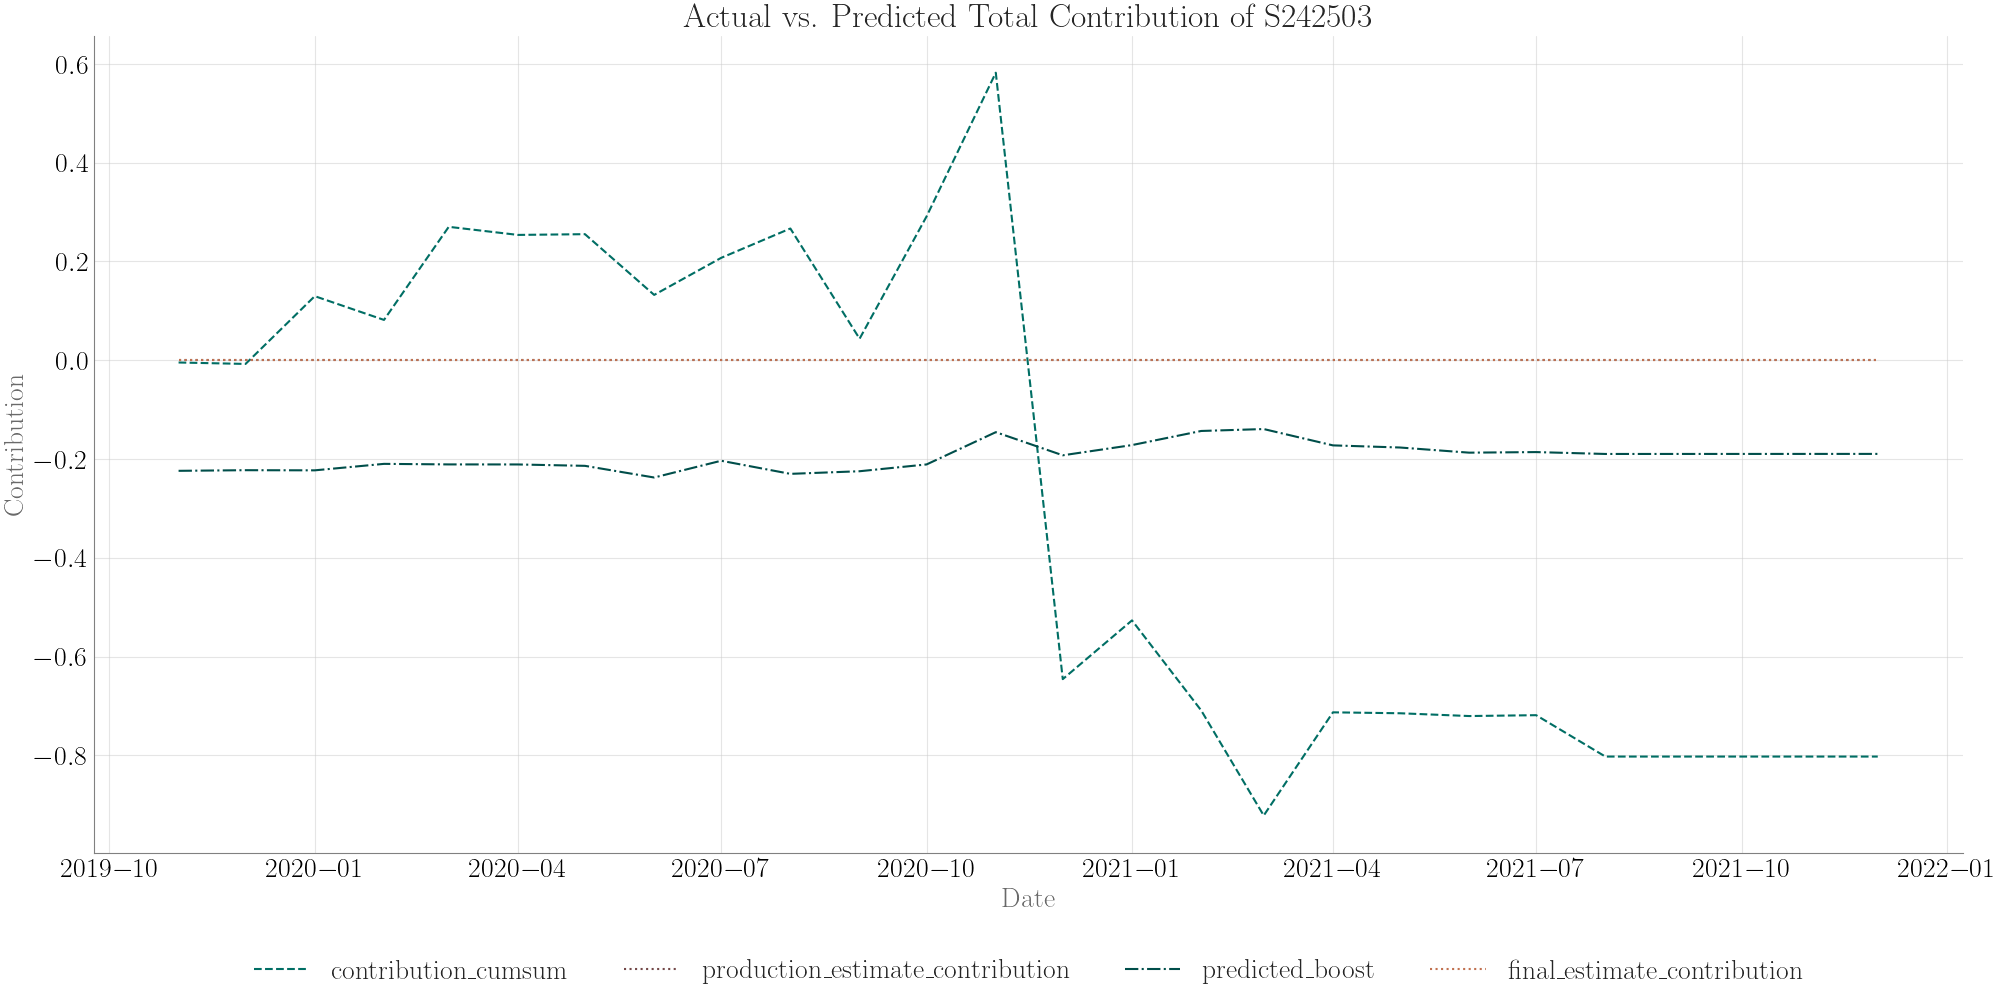 Actual vs. Predicted Total Contribution of S242503
0.6
0.4
0.2
0.0
−0.2
−0.4
−0.6
−0.8
Contribution
2019−10 2020−01 2020−04 2020−07 2020−10 2021−01 2021−04 2021−07 2021−10 2022−01
Date
contribution_cumsum production_estimate_contribution predicted_boost final_estimate_contribution